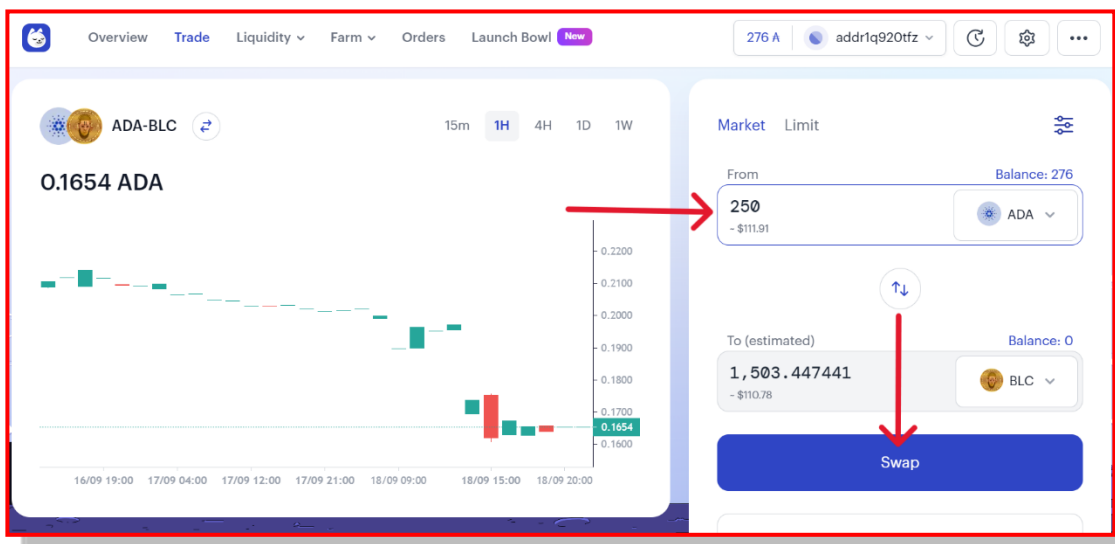 Overview Trade Liquidity Farm Orders Launch Bowl New 276 ₳ addr1q920tfz
ADA-BLC 15m 1H 4H 1D 1W
0.1654 ADA
0.2200
0.2100
0.2000
0.1900
0.1800
0.1700
0.1654
0.1600
16/09 19:00 17/09 04:00 17/09 12:00 17/09 21:00 18/09 09:00 18/09 15:00 18/09 20:00
Market Limit
From Balance: 276
250 ADA
~ $111.91
To (estimated) Balance: 0
1,503.447441 BLC
~ $110.78
Swap